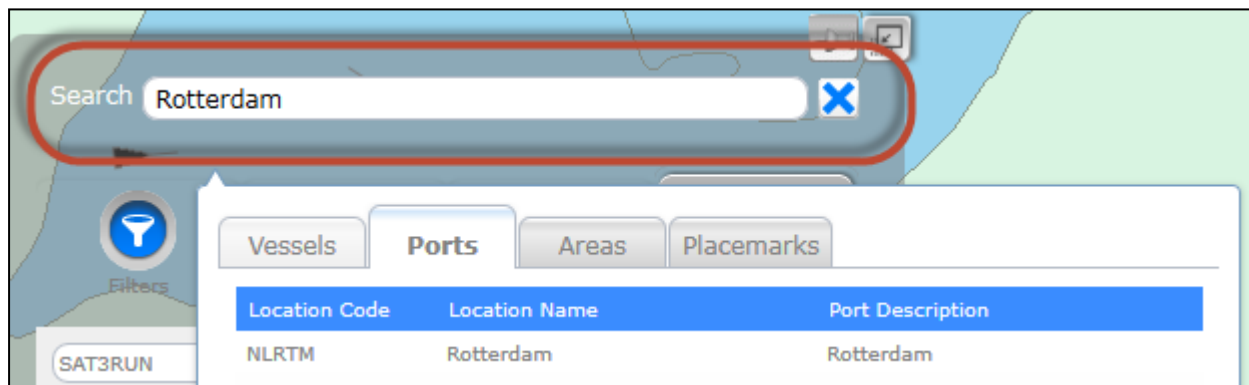 Search Rotterdam
Vessels Ports Areas Placemarks
Filters
Location Code Location Name Port Description
NLRTM Rotterdam Rotterdam
SAT3RUN